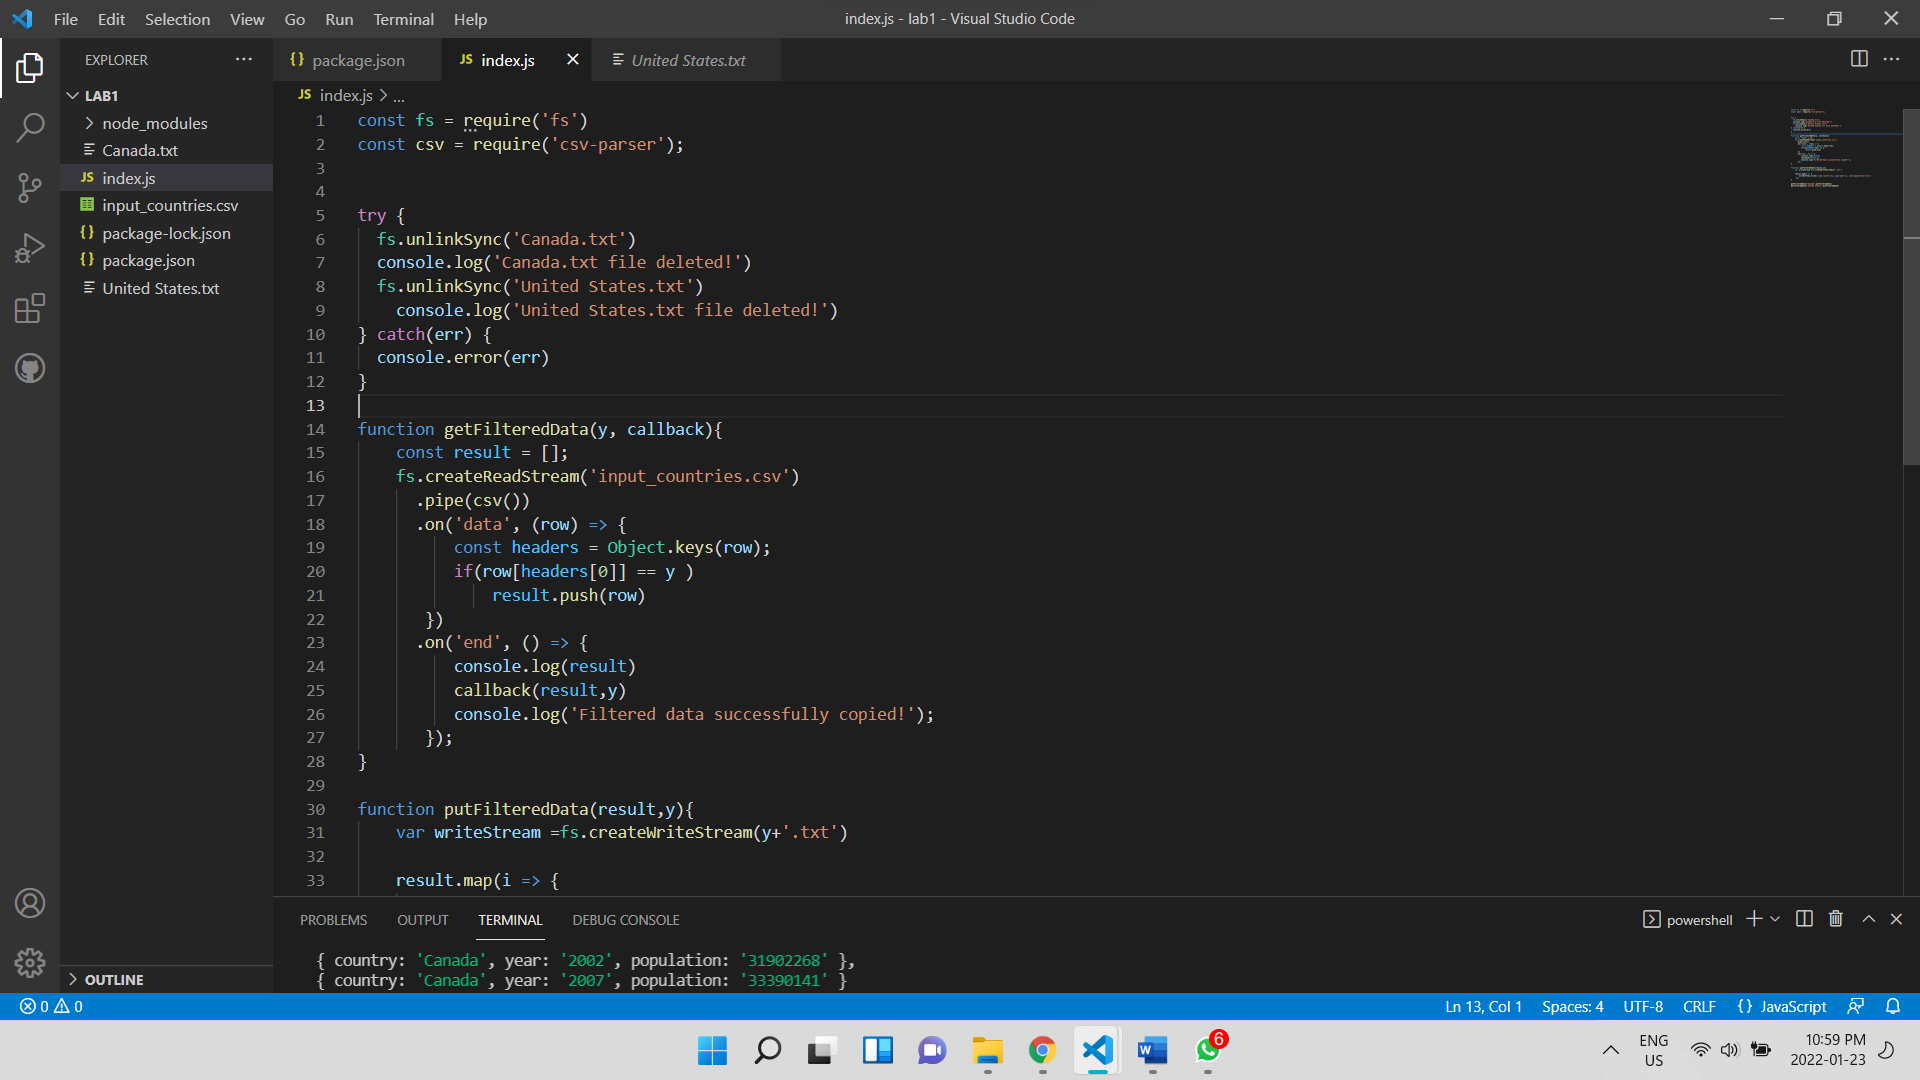 File Edit Selection View Go Run Terminal Help
index.js - lab1 - Visual Studio Code
EXPLORER
LAB1
node_modules
Canada.txt
JS index.js
input_countries.csv
{} package-lock.json
{} package.json
United States.txt
OUTLINE
{} package.json
JS index.js
United States.txt
JS index.js > ...
1 const fs = require('fs')
2 const csv = require('csv-parser');
3
4
5 try {
6 fs.unlinkSync('Canada.txt')
7 console.log('Canada.txt file deleted!')
8 fs.unlinkSync('United States.txt')
9 console.log('United States.txt file deleted!')
10 } catch(err) {
11 console.error(err)
12 }
13
14 function getFilteredData(y, callback){
15 const result = [];
16 fs.createReadStream('input_countries.csv')
17 .pipe(csv())
18 .on('data', (row) => {
19 const headers = Object.keys(row);
20 if(row[headers[0]] == y )
21 result.push(row)
22 })
23 .on('end', () => {
24 console.log(result)
25 callback(result,y)
26 console.log('Filtered data successfully copied!');
27 });
28 }
29
30 function putFilteredData(result,y){
31 var writeStream =fs.createWriteStream(y+'.txt')
32
33 result.map(i => {
PROBLEMS OUTPUT TERMINAL DEBUG CONSOLE
powershell
{ country: 'Canada', year: '2002', population: '31902268' },
{ country: 'Canada', year: '2007', population: '33390141' }
0 0
Ln 13, Col 1 Spaces: 4 UTF-8 CRLF {} JavaScript
6
ENG
US
10:59 PM
2022-01-23